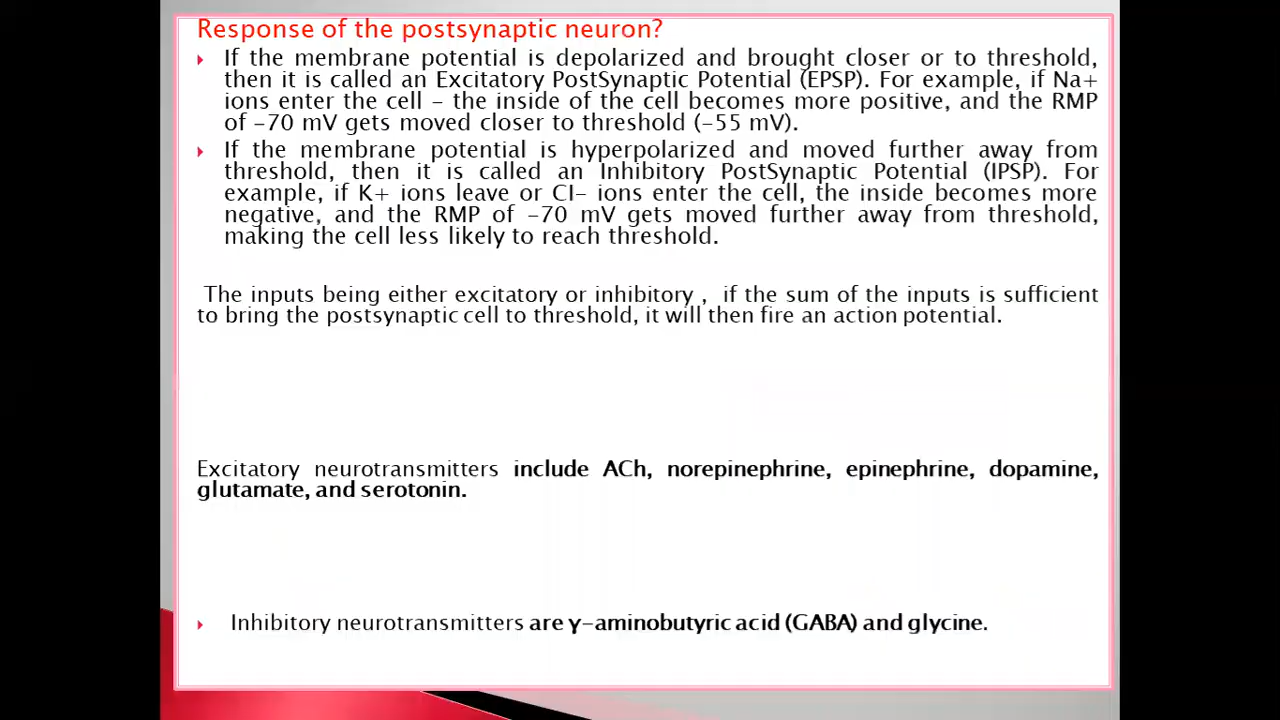 Response of the postsynaptic neuron?
If the membrane potential is depolarized and brought closer or to threshold,
then it is called an Excitatory PostSynaptic Potential (EPSP). For example, if Na+
ions enter the cell – the inside of the cell becomes more positive, and the RMP
of –70 mV gets moved closer to threshold (–55 mV).
If the membrane potential is hyperpolarized and moved further away from
threshold, then it is called an Inhibitory PostSynaptic Potential (IPSP). For
example, if K+ ions leave or CI– ions enter the cell, the inside becomes more
negative, and the RMP of –70 mV gets moved further away from threshold,
making the cell less likely to reach threshold.
The inputs being either excitatory or inhibitory , if the sum of the inputs is sufficient
to bring the postsynaptic cell to threshold, it will then fire an action potential.
Excitatory neurotransmitters include ACh, norepinephrine, epinephrine, dopamine,
glutamate, and serotonin.
Inhibitory neurotransmitters are γ–aminobutyric acid (GABA) and glycine.